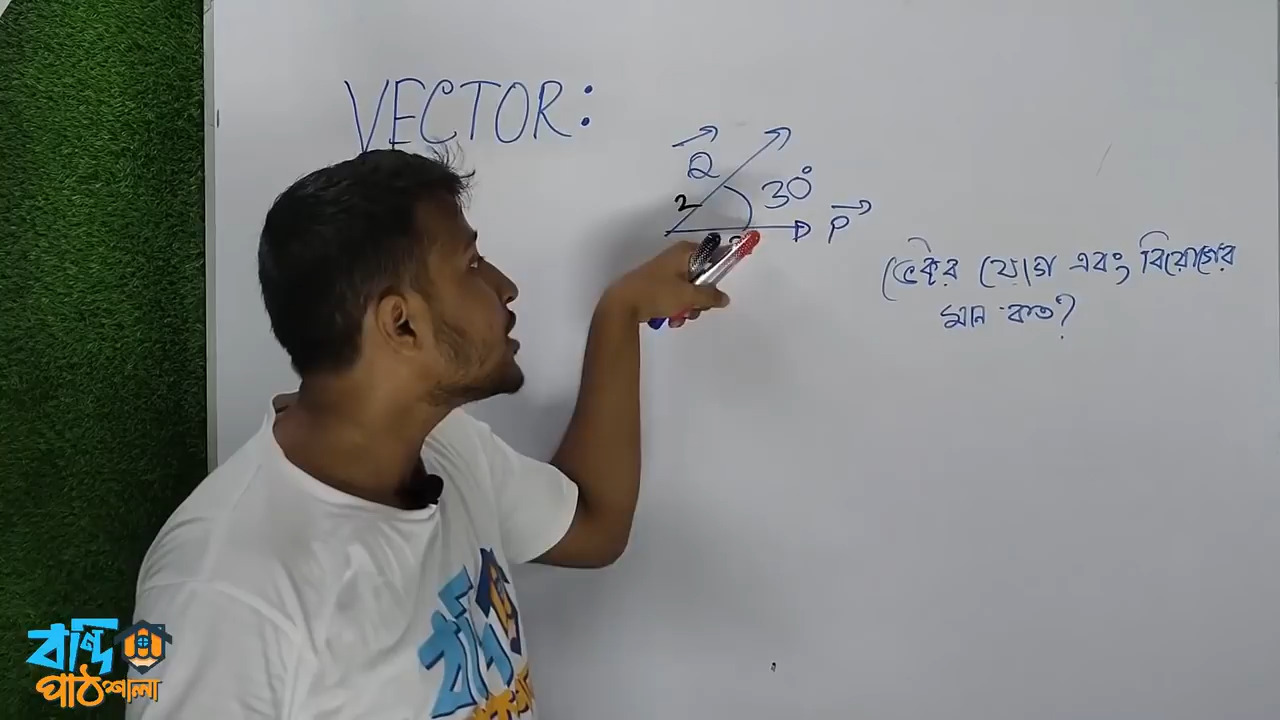 VECTOR:
Q
2
30°
P
ভেক্টর যোগ এবং বিয়োগের
মান কত?
বন্দি
পাঠশালা